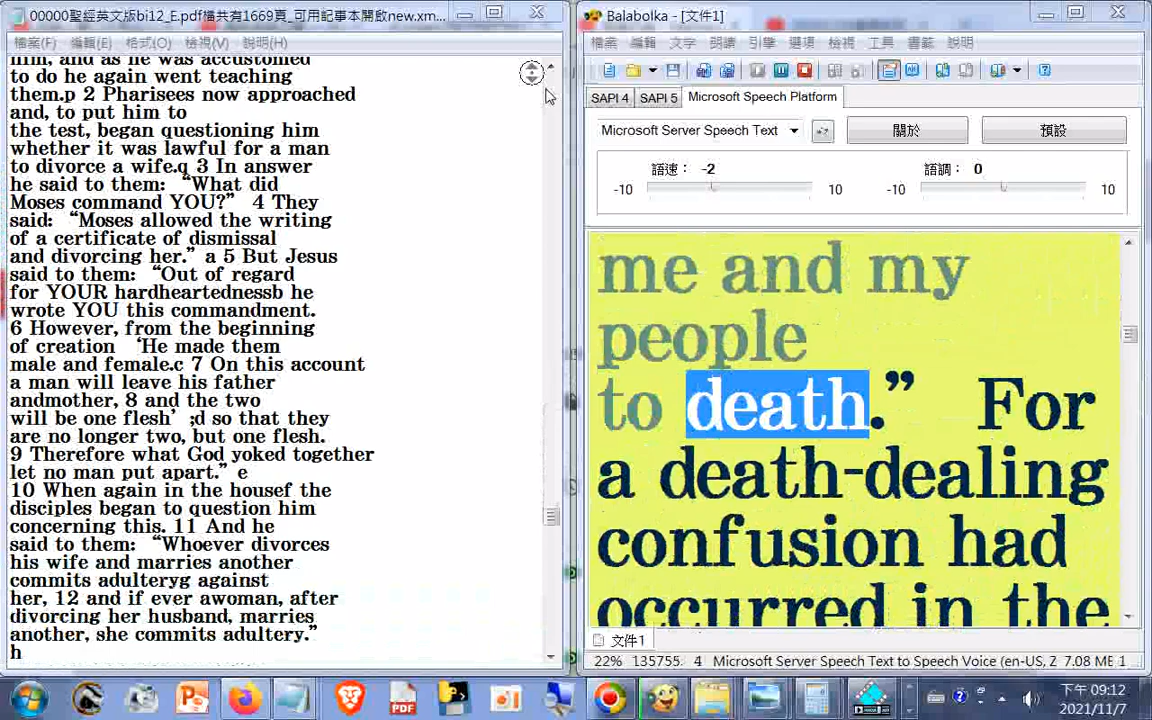 00000聖經英文版bi12_E.pdf檔共有1669頁_可用記事本開啟new.xm...
檔案(F) 編輯(E) 格式(O) 檢視(V) 說明(H)
him, and as he was accustomed
to do he again went teaching
them.p 2 Pharisees now approached
and, to put him to
the test, began questioning him
whether it was lawful for a man
to divorce a wife.q 3 In answer
he said to them: “What did
Moses command YOU?” 4 They
said: “Moses allowed the writing
of a certificate of dismissal
and divorcing her.” a 5 But Jesus
said to them: “Out of regard
for YOUR hardheartednessb he
wrote YOU this commandment.
6 However, from the beginning
of creation ‘He made them
male and female.c 7 On this account
a man will leave his father
andmother, 8 and the two
will be one flesh’ ;d so that they
are no longer two, but one flesh.
9 Therefore what God yoked together
let no man put apart.” e
10 When again in the housef the
disciples began to question him
concerning this. 11 And he
said to them: “Whoever divorces
his wife and marries another
commits adulteryg against
her, 12 and if ever awoman, after
divorcing her husband, marries
another, she commits adultery.”
h
Balabolka - [文件1]
檔案 編輯 文字 朗讀 引擎 選項 檢視 工具 書籤 說明
SAPI 4 SAPI 5 Microsoft Speech Platform
Microsoft Server Speech Text 關於 預設
語速： -2 語調： 0
-10 10 -10 10
me and my
people
to death.” For
a death-dealing
confusion had
occurred in the
文件1
22% 135755. 4 Microsoft Server Speech Text to Speech Voice (en-US, 2 7.08 ME 1
PDF
下午 09:12
2021/11/7